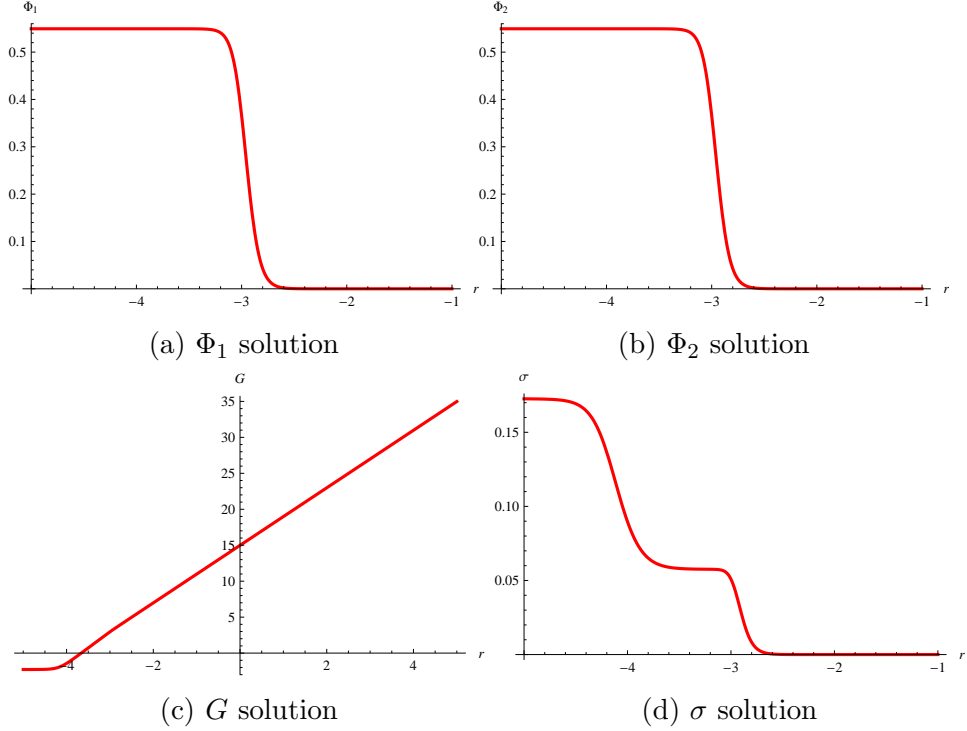 Φ1 Φ2
0.5 0.5
0.4 0.4
0.3 0.3
0.2 0.2
0.1 0.1
−4 −3 −2 −1 r −4 −3 −2 −1 r
(a) Φ1 solution (b) Φ2 solution
G σ
35
30
25
20
15
10
5
−4 −2 2 4 r
0.15
0.10
0.05
−4 −3 −2 −1 r
(c) G solution (d) σ solution